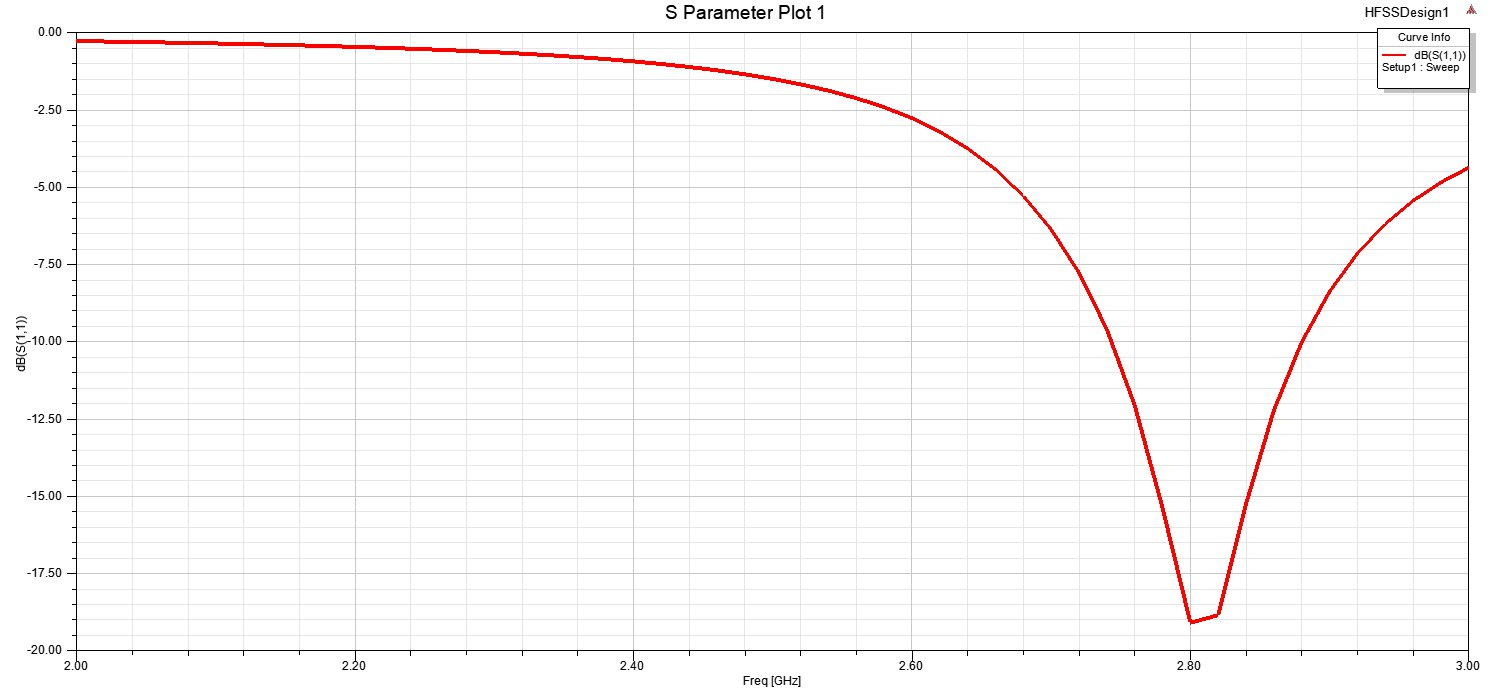 S Parameter Plot 1
HFSSDesign1
Curve Info
dB(S(1,1))
Setup1 : Sweep
0.00
-2.50
-5.00
-7.50
-10.00
-12.50
-15.00
-17.50
-20.00
dB(S(1,1))
2.00
2.20
2.40
2.60
2.80
3.00
Freq [GHz]